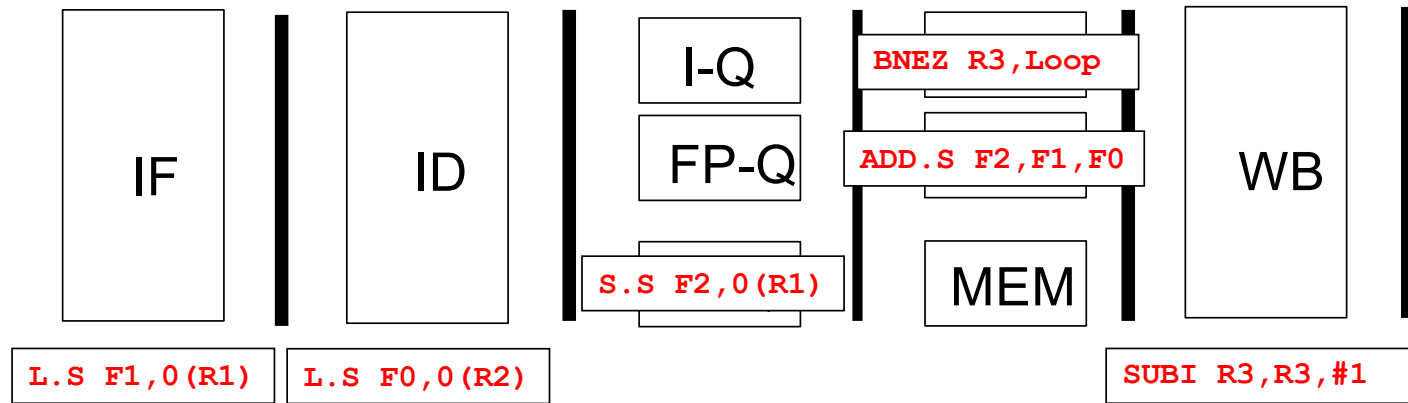 IF
ID
I-Q
FP-Q
S.S F2,0(R1)
BNEZ R3,Loop
ADD.S F2,F1,F0
MEM
WB
L.S F1,0(R1)
L.S F0,0(R2)
SUBI R3,R3,#1